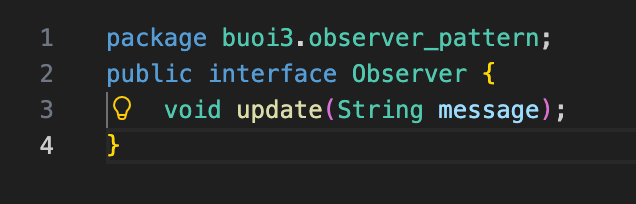 1 package buoi3.observer_pattern;
2 public interface Observer {
3 void update(String message);
4 }